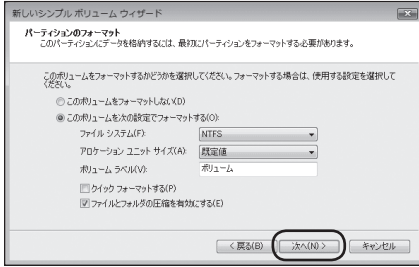 新しいシンプル ボリューム ウィザード
パーティションのフォーマット
このパーティションにデータを格納するには、最初にパーティションをフォーマットする必要があります。
このボリュームをフォーマットするかどうかを選択してください。フォーマットする場合は、使用する設定を選択して
ください。
このボリュームをフォーマットしない(D)
このボリュームを次の設定でフォーマットする(O):
ファイル システム(F): NTFS
アロケーション ユニット サイズ(A): 既定値
ボリューム ラベル(V): ボリューム
クイック フォーマットする(P)
ファイルとフォルダの圧縮を有効にする(E)
< 戻る(B) 次へ(N) > キャンセル